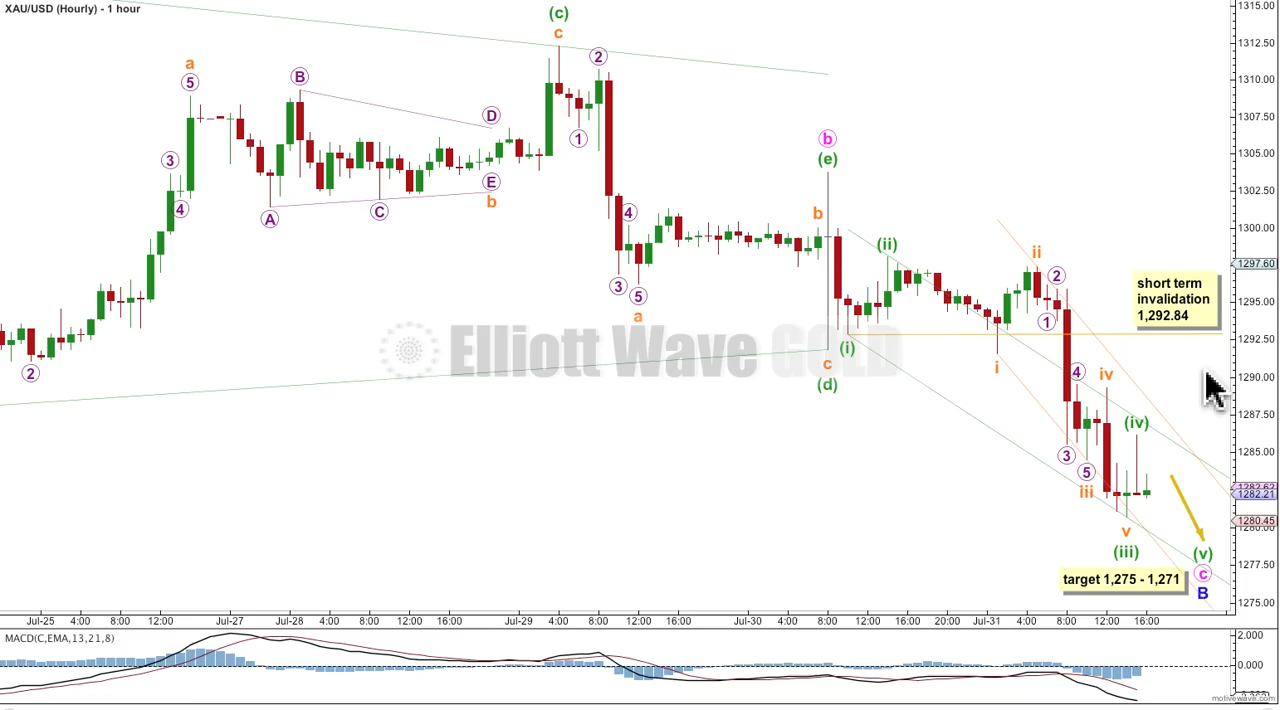 XAU/USD (Hourly) - 1 hour
1315.00
1312.50
1310.00
1307.50
1305.00
1302.50
1300.00
1297.60
1295.00
1292.50
1290.00
1287.50
1285.00
1282.21
1280.45
1277.50
1275.00
(c)
c
a
5
B
2
3
4
D
1
A
C
E
b
b
(e)
b
4
3
5
a
c
(d)
(ii)
(i)
ii
2
1
i
short term
invalidation
1,292.84
4
iv
(iv)
3
5
iii
v
(iii)
(v)
c
B
2
target 1,275 - 1,271
Elliott Wave GOLD
Jul-25 4:00 8:00 12:00 Jul-27 Jul-28 4:00 8:00 12:00 16:00 Jul-29 4:00 8:00 12:00 16:00 Jul-30 4:00 8:00 12:00 16:00 20:00 Jul-31 4:00 8:00 12:00 16:00
MACD(C,EMA,13,21,8)
2.000
0.000
motivewave.com